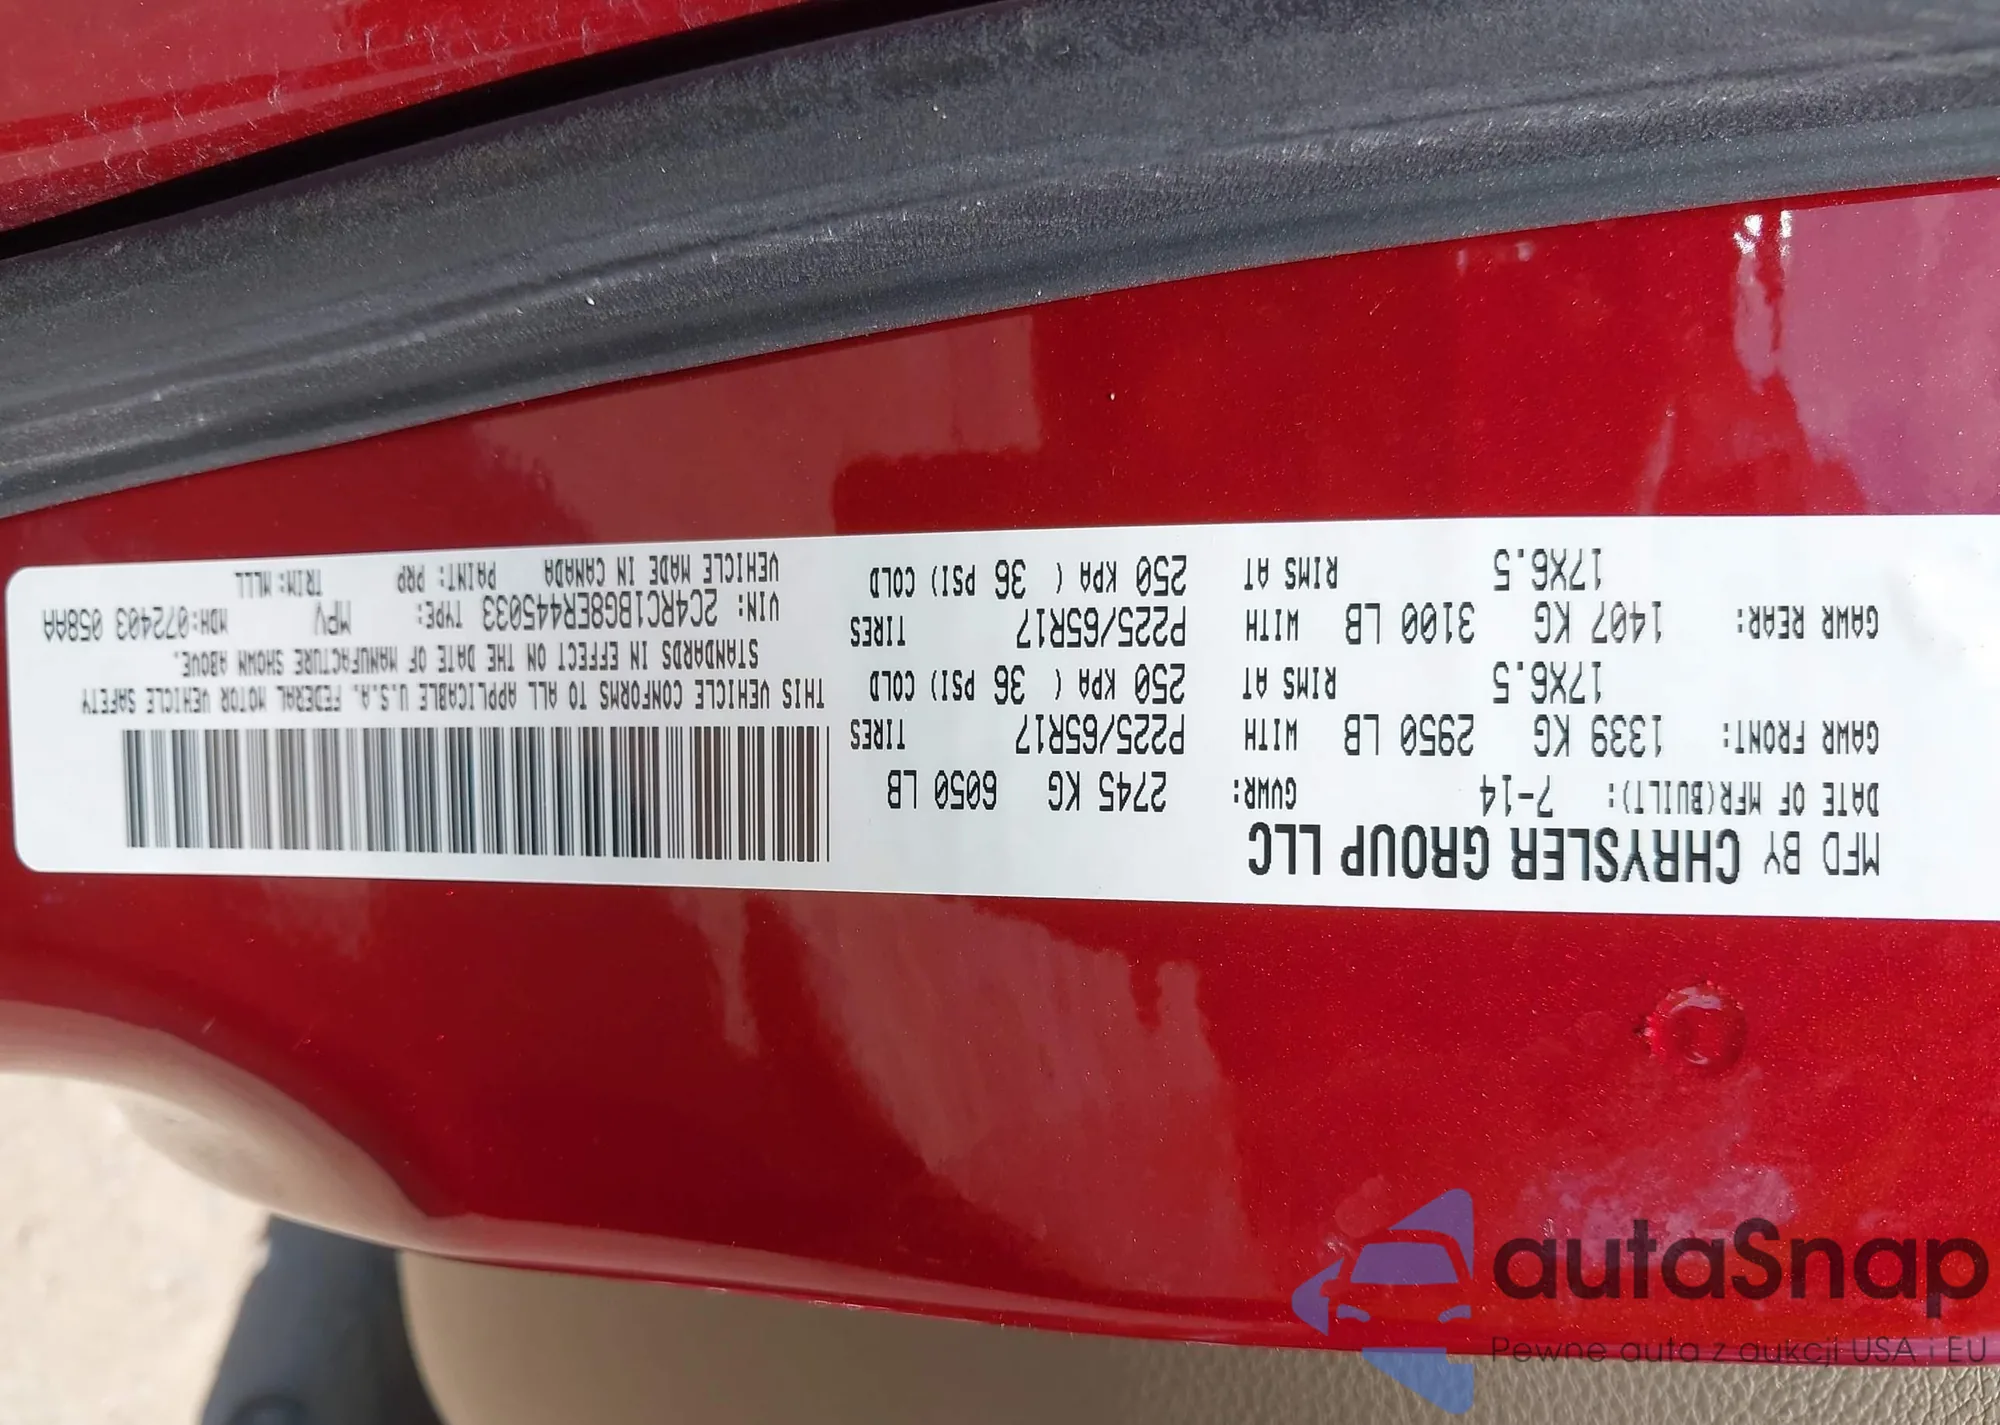 MFD BY CHRYSLER GROUP LLC
DATE OF MFR(BUILT): 7-14 GVWR: 2745 KG 6050 LB
GAWR FRONT: 1339 KG 2950 LB WITH P225/65R17 TIRES
17X6.5 RIMS AT 250 KPA ( 36 PSI) COLD
GAWR REAR: 1407 KG 3100 LB WITH P225/65R17 TIRES
17X6.5 RIMS AT 250 KPA ( 36 PSI) COLD
THIS VEHICLE CONFORMS TO ALL APPLICABLE U.S.A. FEDERAL MOTOR VEHICLE SAFETY
STANDARDS IN EFFECT ON THE DATE OF MANUFACTURE SHOWN ABOVE.
VIN: 2C4RC1BG8ER445033 TYPE: MPV MDH:072403 058AA
VEHICLE MADE IN CANADA PAINT: PRP TRIM: MLLL
autaSnap
Pewne auta z aukcji USA i EU